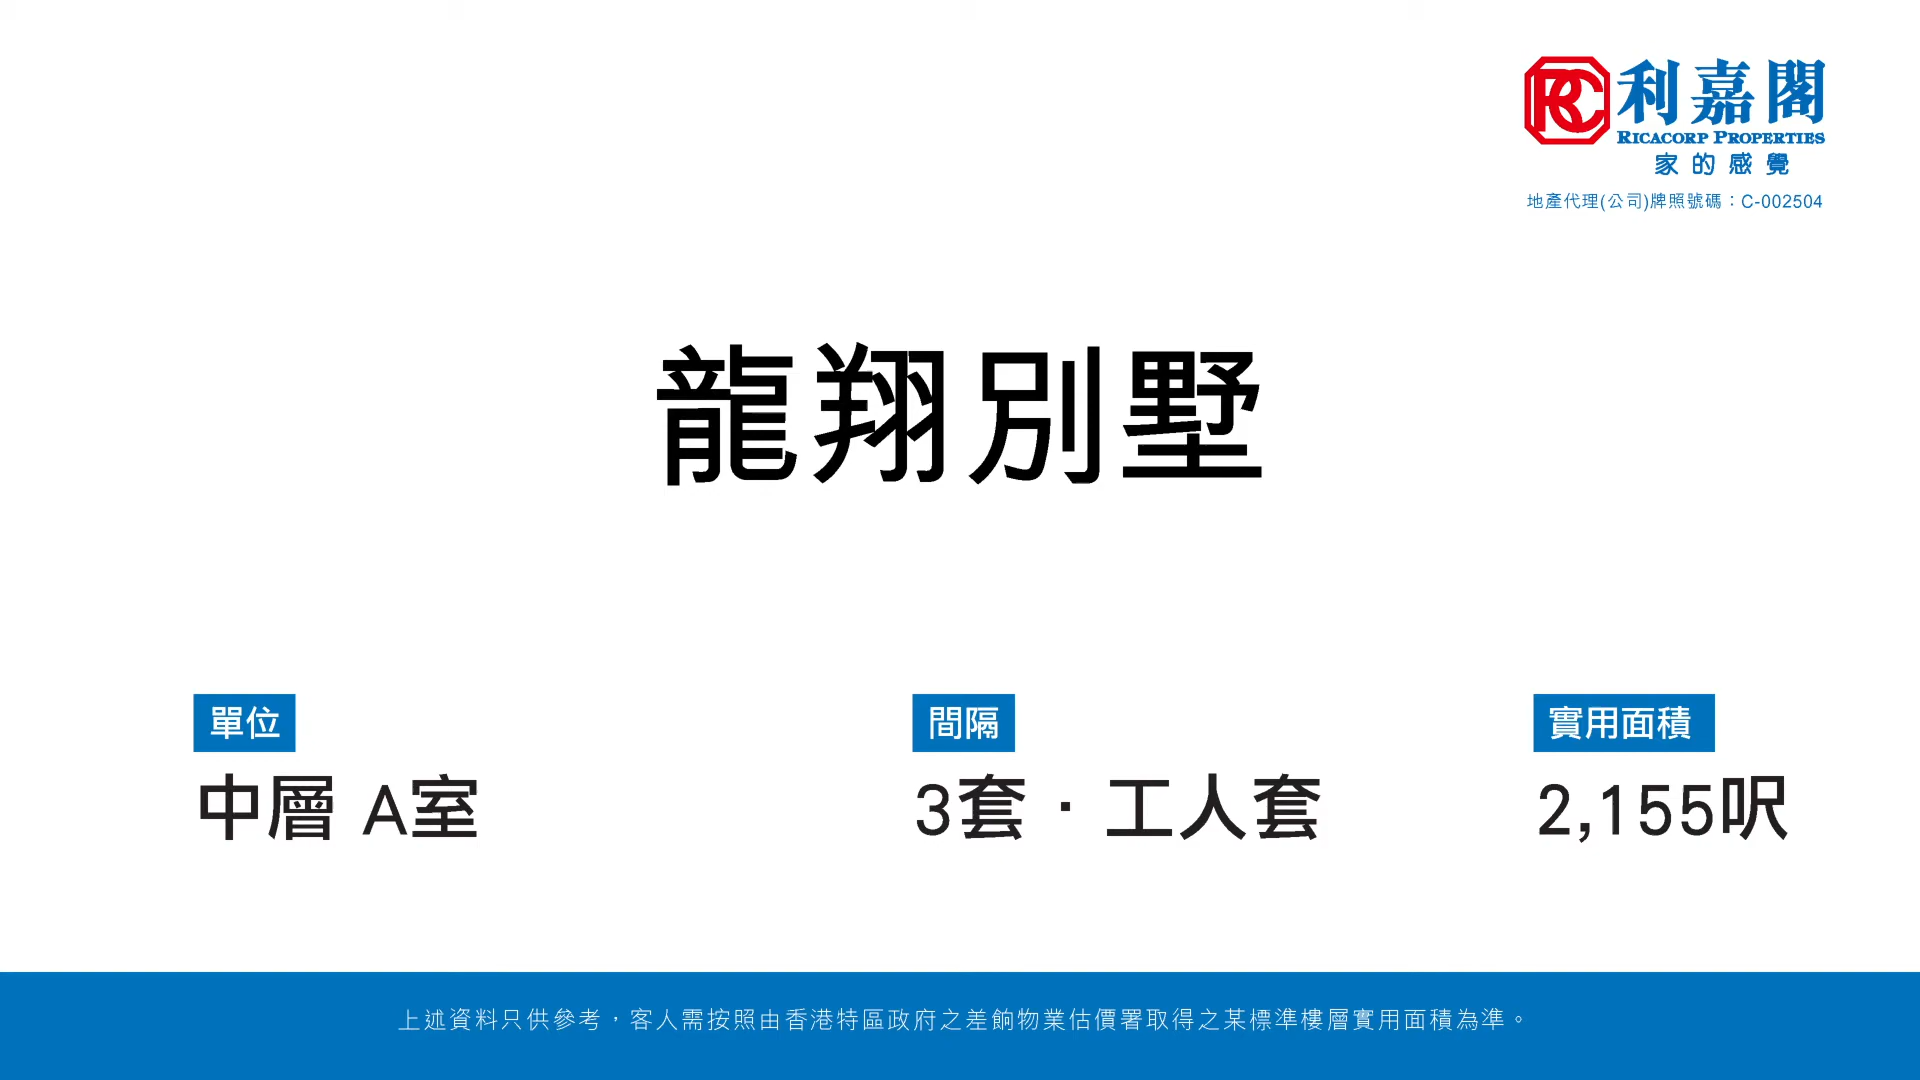 RC 利嘉閣
RICACORP PROPERTIES
家的感覺
地產代理(公司)牌照號碼：C-002504
龍翔別墅
單位
中層 A室
間隔
3套．工人套
實用面積
2,155呎
上述資料只供參考，客人需按照由香港特區政府之差餉物業估價署取得之某標準樓層實用面積為準。